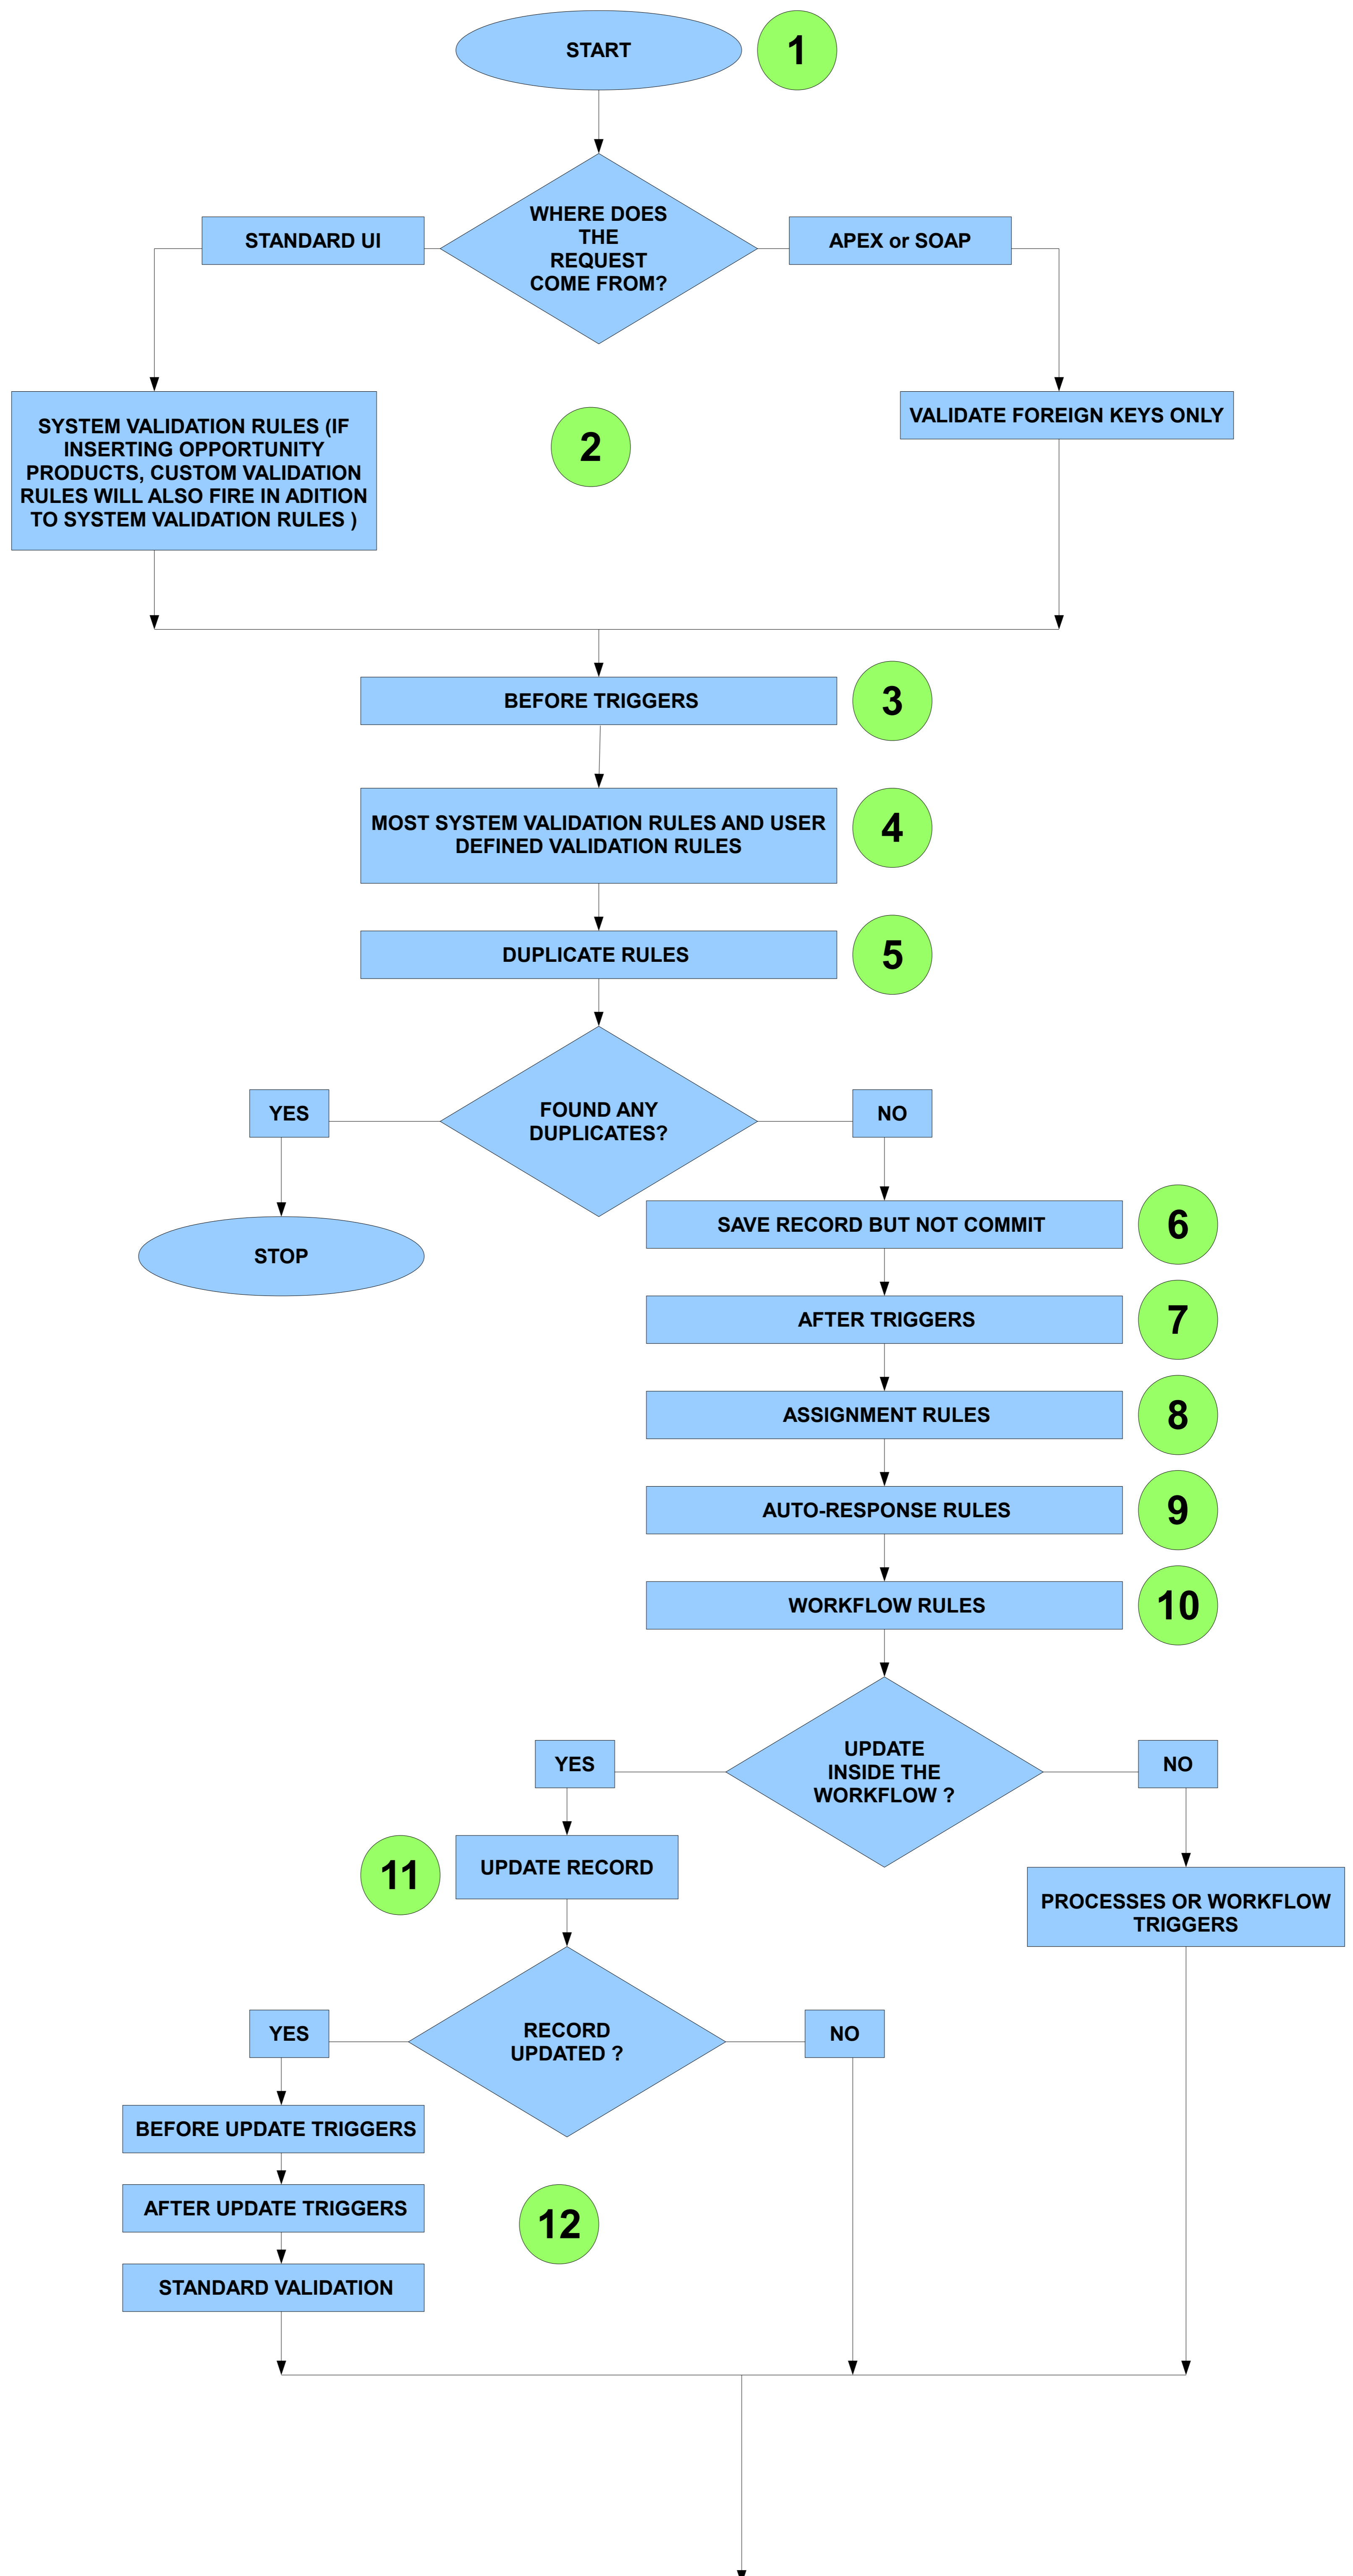 START
1
WHERE DOES
THE
REQUEST
COME FROM?
STANDARD UI
APEX or SOAP
SYSTEM VALIDATION RULES (IF
INSERTING OPPORTUNITY
PRODUCTS, CUSTOM VALIDATION
RULES WILL ALSO FIRE IN ADITION
TO SYSTEM VALIDATION RULES )
2
VALIDATE FOREIGN KEYS ONLY
BEFORE TRIGGERS
3
MOST SYSTEM VALIDATION RULES AND USER
DEFINED VALIDATION RULES
4
DUPLICATE RULES
5
YES
FOUND ANY
DUPLICATES?
NO
STOP
SAVE RECORD BUT NOT COMMIT
6
AFTER TRIGGERS
7
ASSIGNMENT RULES
8
AUTO-RESPONSE RULES
9
WORKFLOW RULES
10
YES
UPDATE
INSIDE THE
WORKFLOW ?
NO
11
UPDATE RECORD
PROCESSES OR WORKFLOW
TRIGGERS
YES
RECORD
UPDATED ?
NO
BEFORE UPDATE TRIGGERS
AFTER UPDATE TRIGGERS
12
STANDARD VALIDATION